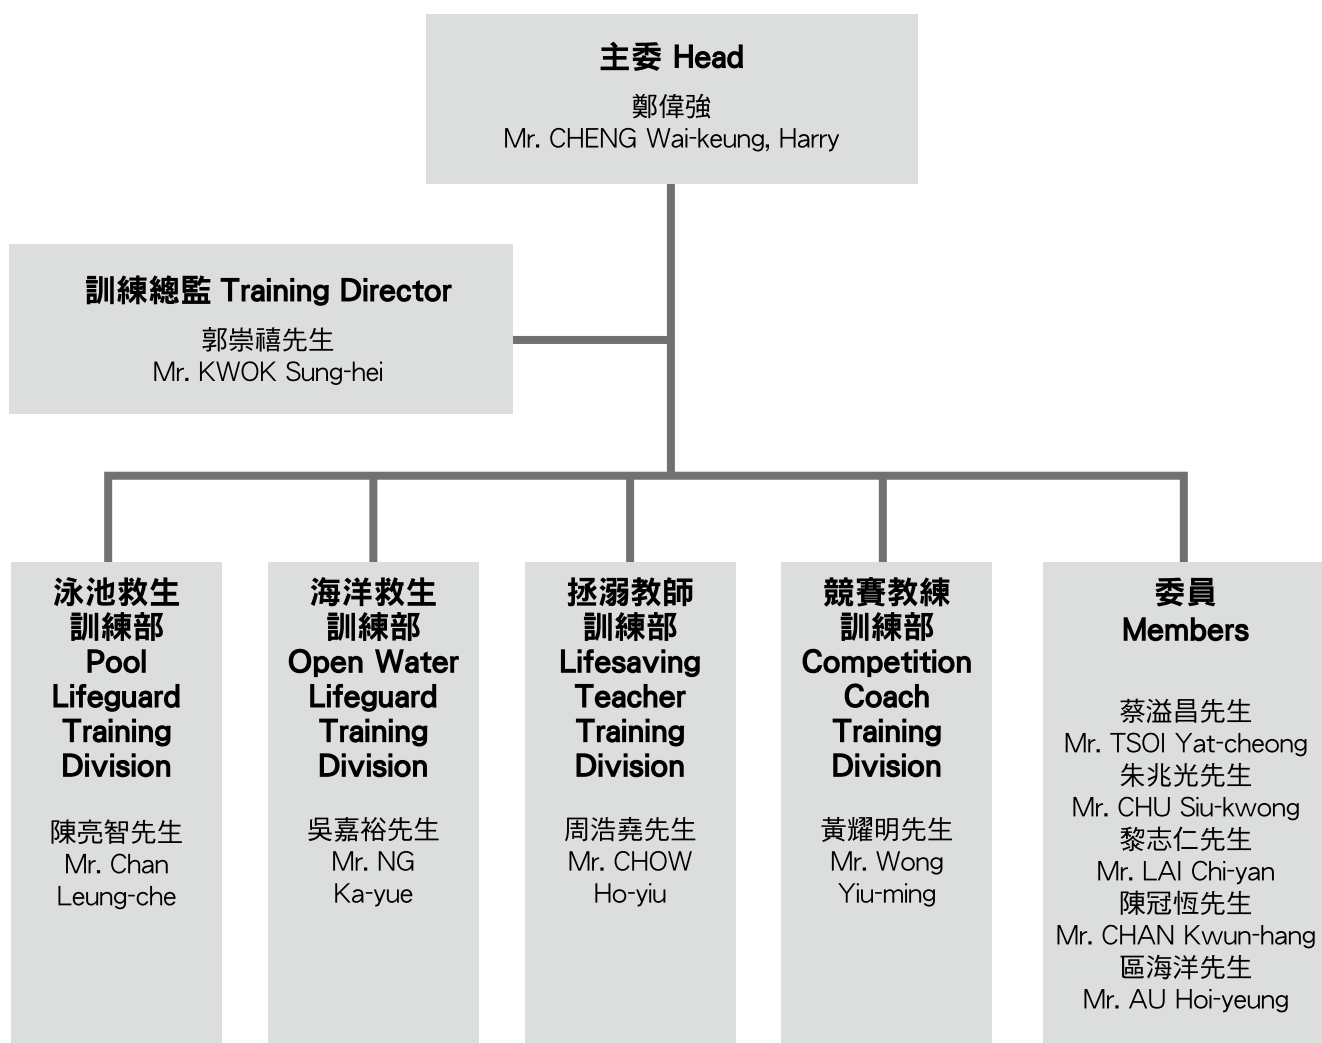 主委 Head
鄭偉強
Mr. CHENG Wai-keung, Harry
訓練總監 Training Director
郭崇禧先生
Mr. KWOK Sung-hei
泳池救生
訓練部
Pool
Lifeguard
Training
Division
陳亮智先生
Mr. Chan
Leung-che
海洋救生
訓練部
Open Water
Lifeguard
Training
Division
吳嘉裕先生
Mr. NG
Ka-yue
拯溺教師
訓練部
Lifesaving
Teacher
Training
Division
周浩堯先生
Mr. CHOW
Ho-yiu
競賽教練
訓練部
Competition
Coach
Training
Division
黃耀明先生
Mr. Wong
Yiu-ming
委員
Members
蔡溢昌先生
Mr. TSOI Yat-cheong
朱兆光先生
Mr. CHU Siu-kwong
黎志仁先生
Mr. LAI Chi-yan
陳冠恆先生
Mr. CHAN Kwun-hang
區海洋先生
Mr. AU Hoi-yeung